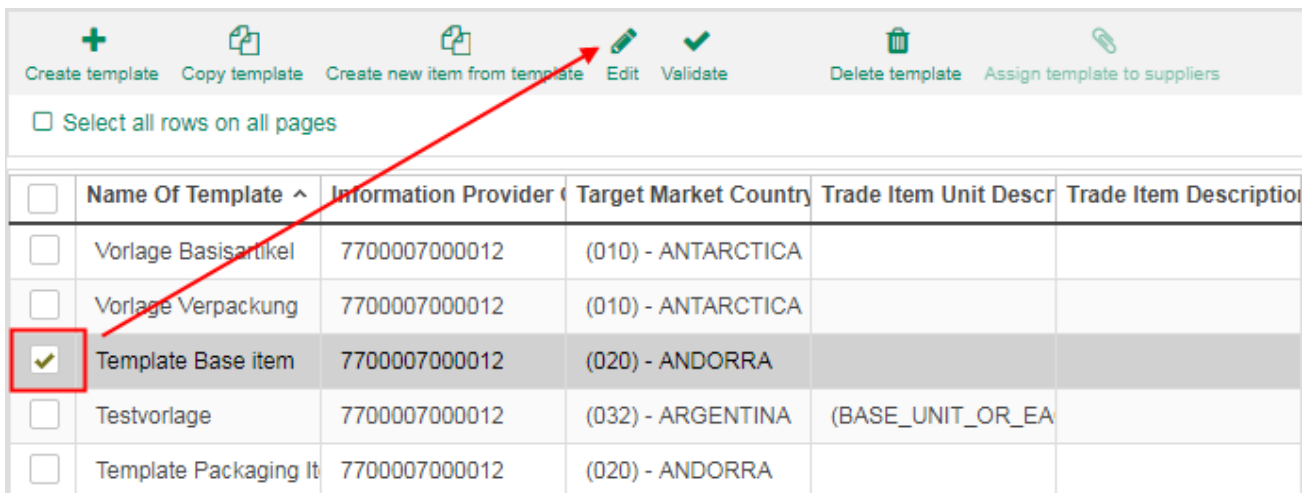 Create template Copy template Create new item from template Edit Validate Delete template Assign template to suppliers
Select all rows on all pages
Name Of Template Information Provider Target Market Country Trade Item Unit Descr Trade Item Description
Vorlage Basisartikel 7700007000012 (010) - ANTARCTICA
Vorlage Verpackung 7700007000012 (010) - ANTARCTICA
Template Base item 7700007000012 (020) - ANDORRA
Testvorlage 7700007000012 (032) - ARGENTINA (BASE_UNIT_OR_EA
Template Packaging It 7700007000012 (020) - ANDORRA